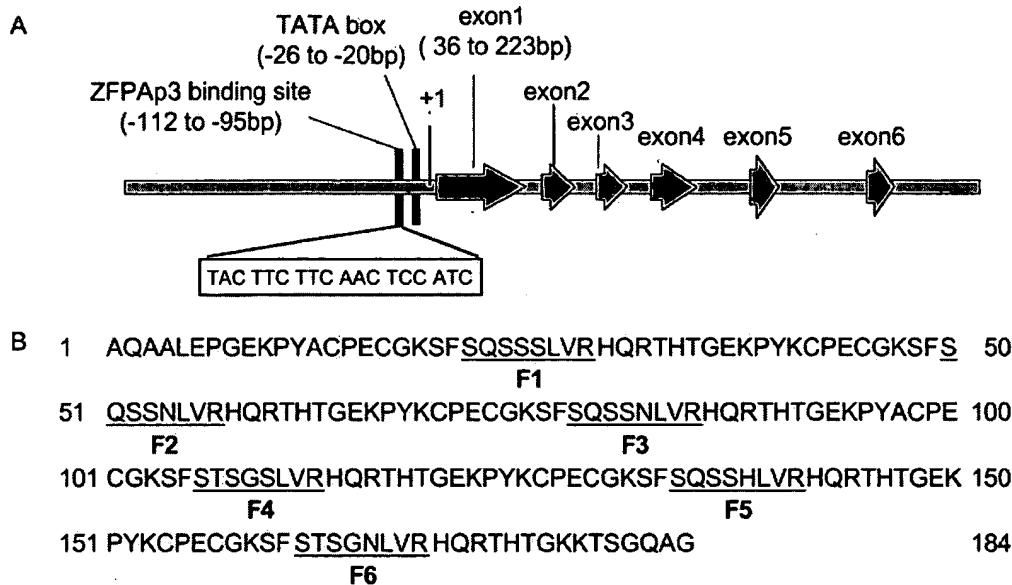 A
TATA box
(-26 to -20bp)
exon1
( 36 to 223bp)
ZFPAp3 binding site
(-112 to -95bp)
+1
exon2
exon3
exon4
exon5
exon6
TAC TTC TTC AAC TCC ATC
B
1 AQAALEPGEKPYACPECGKSFSQSSSLVRHQRTHTGEKPYKCPECGKSFS 50
F1
51 QSSNLVRHQRTHTGEKPYKCPECGKSFSQSSNLVRHQRTHTGEKPYACPE 100
F2 F3
101 CGKSFSTSGSLVRHQRTHTGEKPYKCPECGKSFSQSSHLVRHQRTHTGEK 150
F4 F5
151 PYKCPECGKSFSTSGNLVRHQRTHTGKKTSGQAG 184
F6